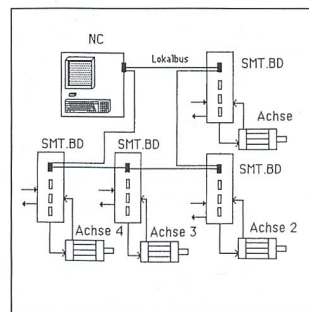 NC
Lokalbus
SMT.BD
Achse
SMT.BD
SMT.BD
SMT.BD
Achse 4
Achse 3
Achse 2